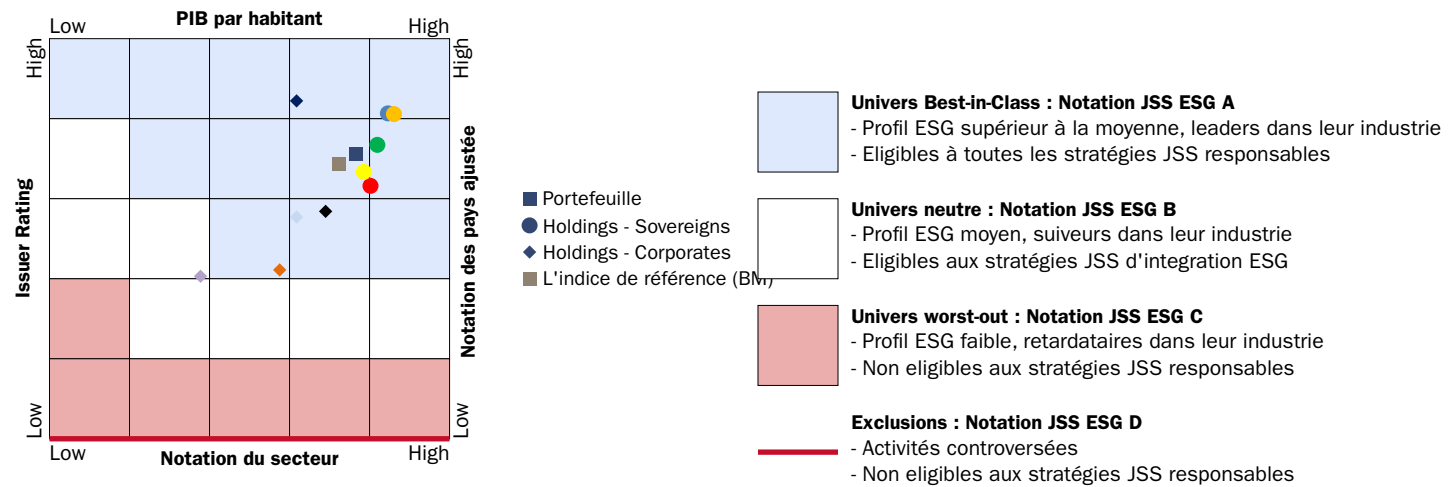 PIB par habitant
Low
High
High
High
Issuer Rating
Notation des pays ajustée
Low
Low
Low
High
Notation du secteur
Portefeuille
Holdings - Sovereigns
Holdings - Corporates
L'indice de référence (BM)
Univers Best-in-Class : Notation JSS ESG A
- Profil ESG supérieur à la moyenne, leaders dans leur industrie
- Eligibles à toutes les stratégies JSS responsables
Univers neutre : Notation JSS ESG B
- Profil ESG moyen, suiveurs dans leur industrie
- Eligibles aux stratégies JSS d'integration ESG
Univers worst-out : Notation JSS ESG C
- Profil ESG faible, retardataires dans leur industrie
- Non eligibles aux stratégies JSS responsables
Exclusions : Notation JSS ESG D
- Activités controversées
- Non eligibles aux stratégies JSS responsables